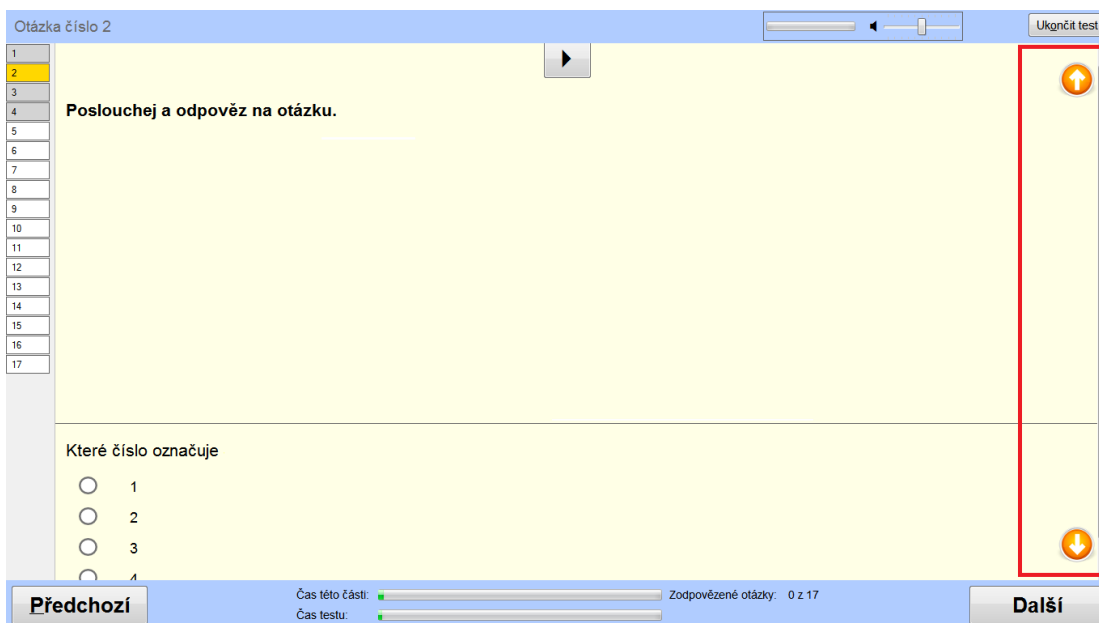 Otázka číslo 2
Ukončit test
1
2
3
4
5
6
7
8
9
10
11
12
13
14
15
16
17
Poslouchej a odpověz na otázku.
Které číslo označuje
1
2
3
4
Předchozí
Čas této části:
Zodpovězené otázky: 0 z 17
Čas testu:
Další